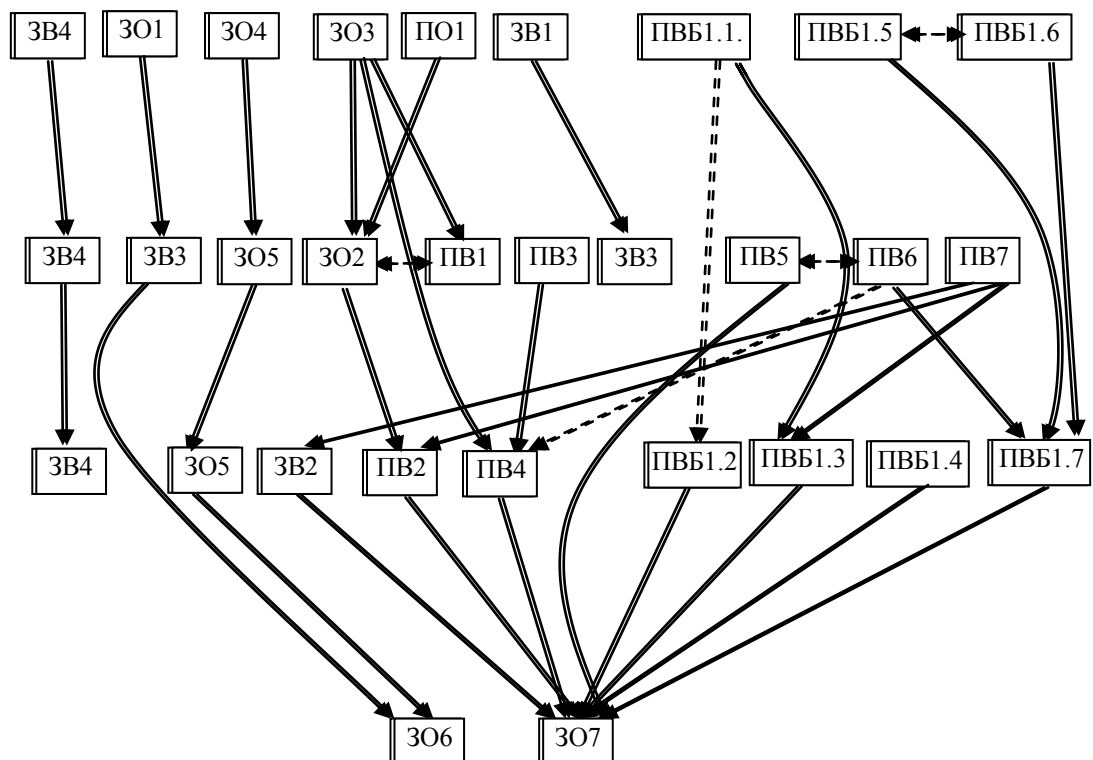 ЗВ4 ЗО1 ЗО4 ЗО3 ПО1 ЗВ1 ПВБ1.1. ПВБ1.5 ПВБ1.6
ЗВ4 ЗВ3 ЗО5 ЗО2 ПВ1 ПВ3 ЗВ3 ПВ5 ПВ6 ПВ7
ЗВ4 ЗО5 ЗВ2 ПВ2 ПВ4 ПВБ1.2 ПВБ1.3 ПВБ1.4 ПВБ1.7
ЗО6 ЗО7